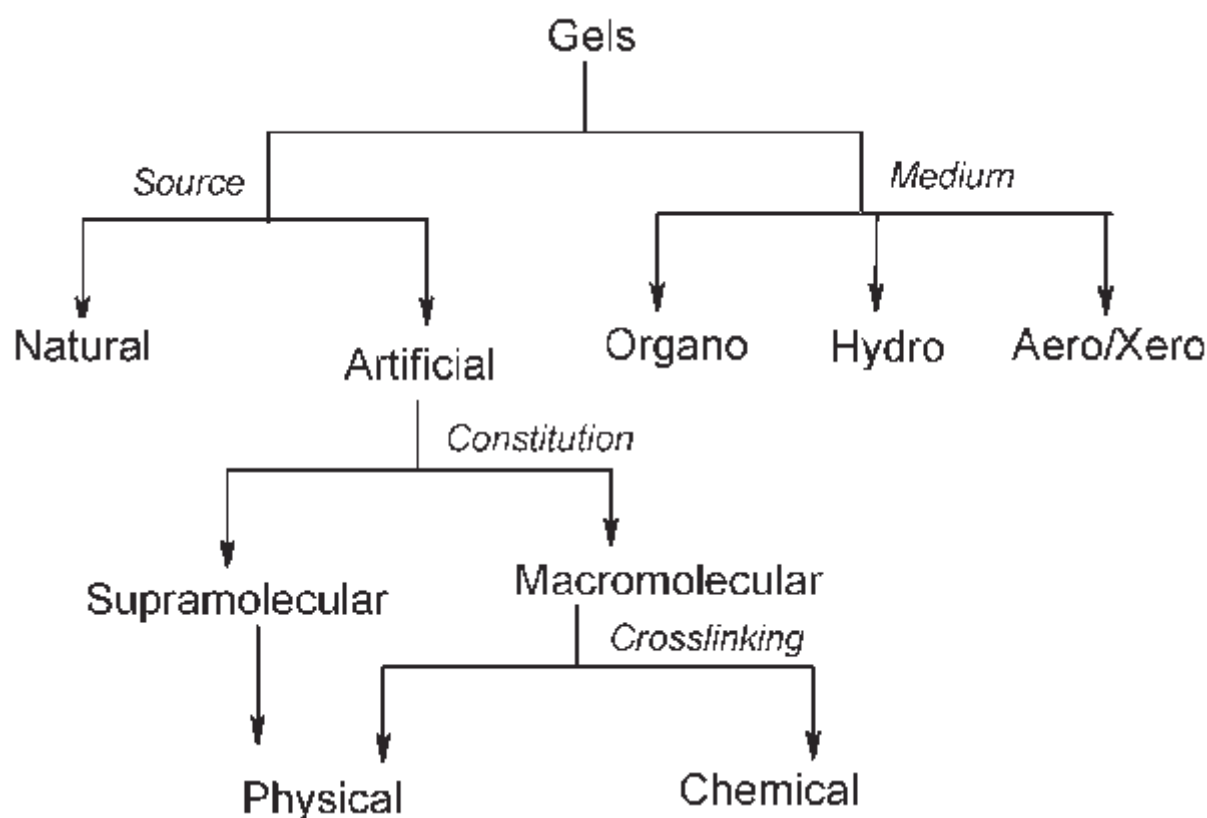 Gels
Source
Medium
Natural
Artificial
Organo
Hydro
Aero/Xero
Constitution
Supramolecular
Macromolecular
Crosslinking
Physical
Chemical